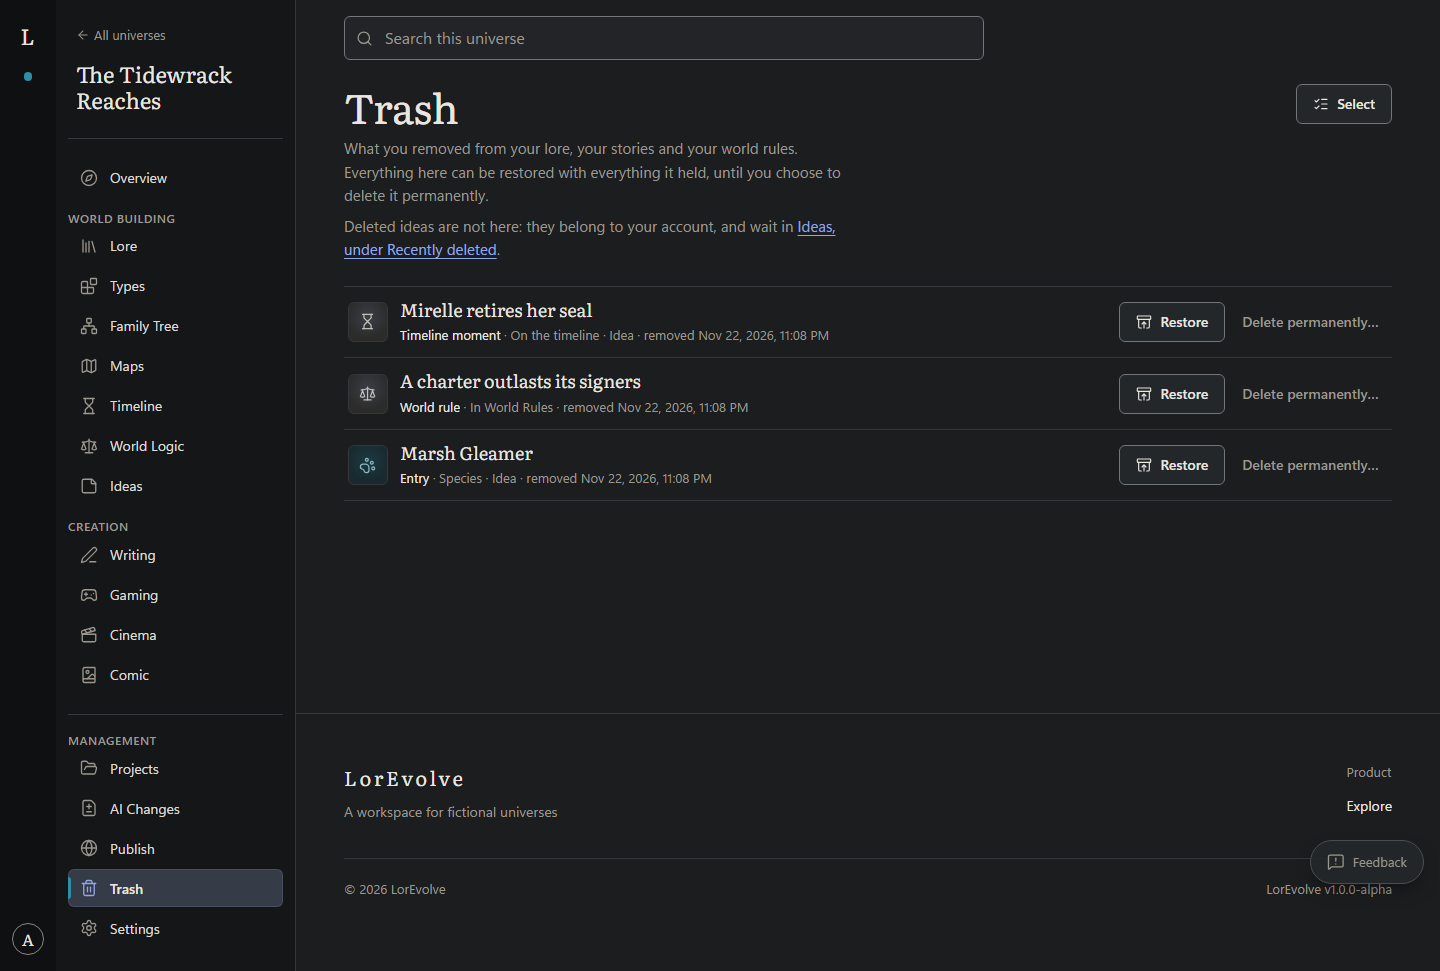 L
← All universes
The Tidewrack
Reaches
Overview
WORLD BUILDING
Lore
Types
Family Tree
Maps
Timeline
World Logic
Ideas
CREATION
Writing
Gaming
Cinema
Comic
MANAGEMENT
Projects
AI Changes
Publish
Trash
Settings
A
Search this universe
Trash
Select
What you removed from your lore, your stories and your world rules.
Everything here can be restored with everything it held, until you choose to
delete it permanently.
Deleted ideas are not here: they belong to your account, and wait in Ideas,
under Recently deleted.
Mirelle retires her seal
Timeline moment · On the timeline · Idea · removed Nov 22, 2026, 11:08 PM
Restore
Delete permanently...
A charter outlasts its signers
World rule · In World Rules · removed Nov 22, 2026, 11:08 PM
Restore
Delete permanently...
Marsh Gleamer
Entry · Species · Idea · removed Nov 22, 2026, 11:08 PM
Restore
Delete permanently...
LorEvolve
A workspace for fictional universes
Product
Explore
Feedback
© 2026 LorEvolve
LorEvolve v1.0.0-alpha